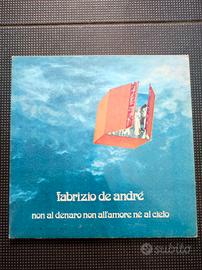 fabrizio de andré
non al denaro non all'amore nè al cielo
subito